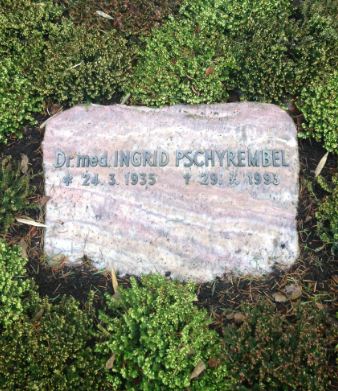 Dr. med. INGRID PSCHYREMBEL
* 24. 3. 1935 † 29. 1993